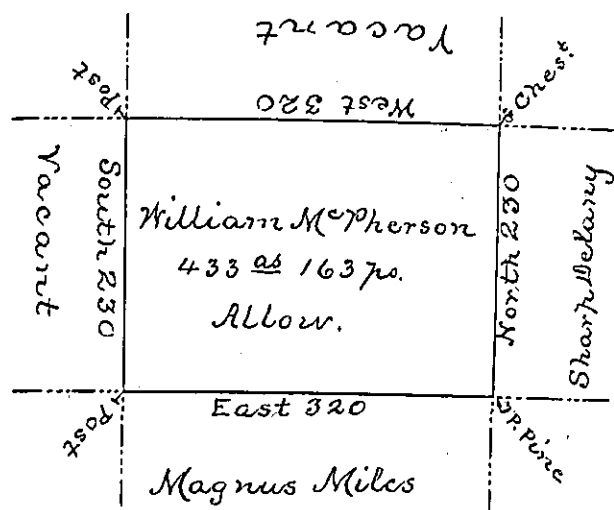 Vacant
West 320
Post
Chest.
Vacant
South 230
William McPherson
433 as 163 ps.
Allow.
North 230
Sharp Delany
East 320
Post
P. Pine
Magnus Miles